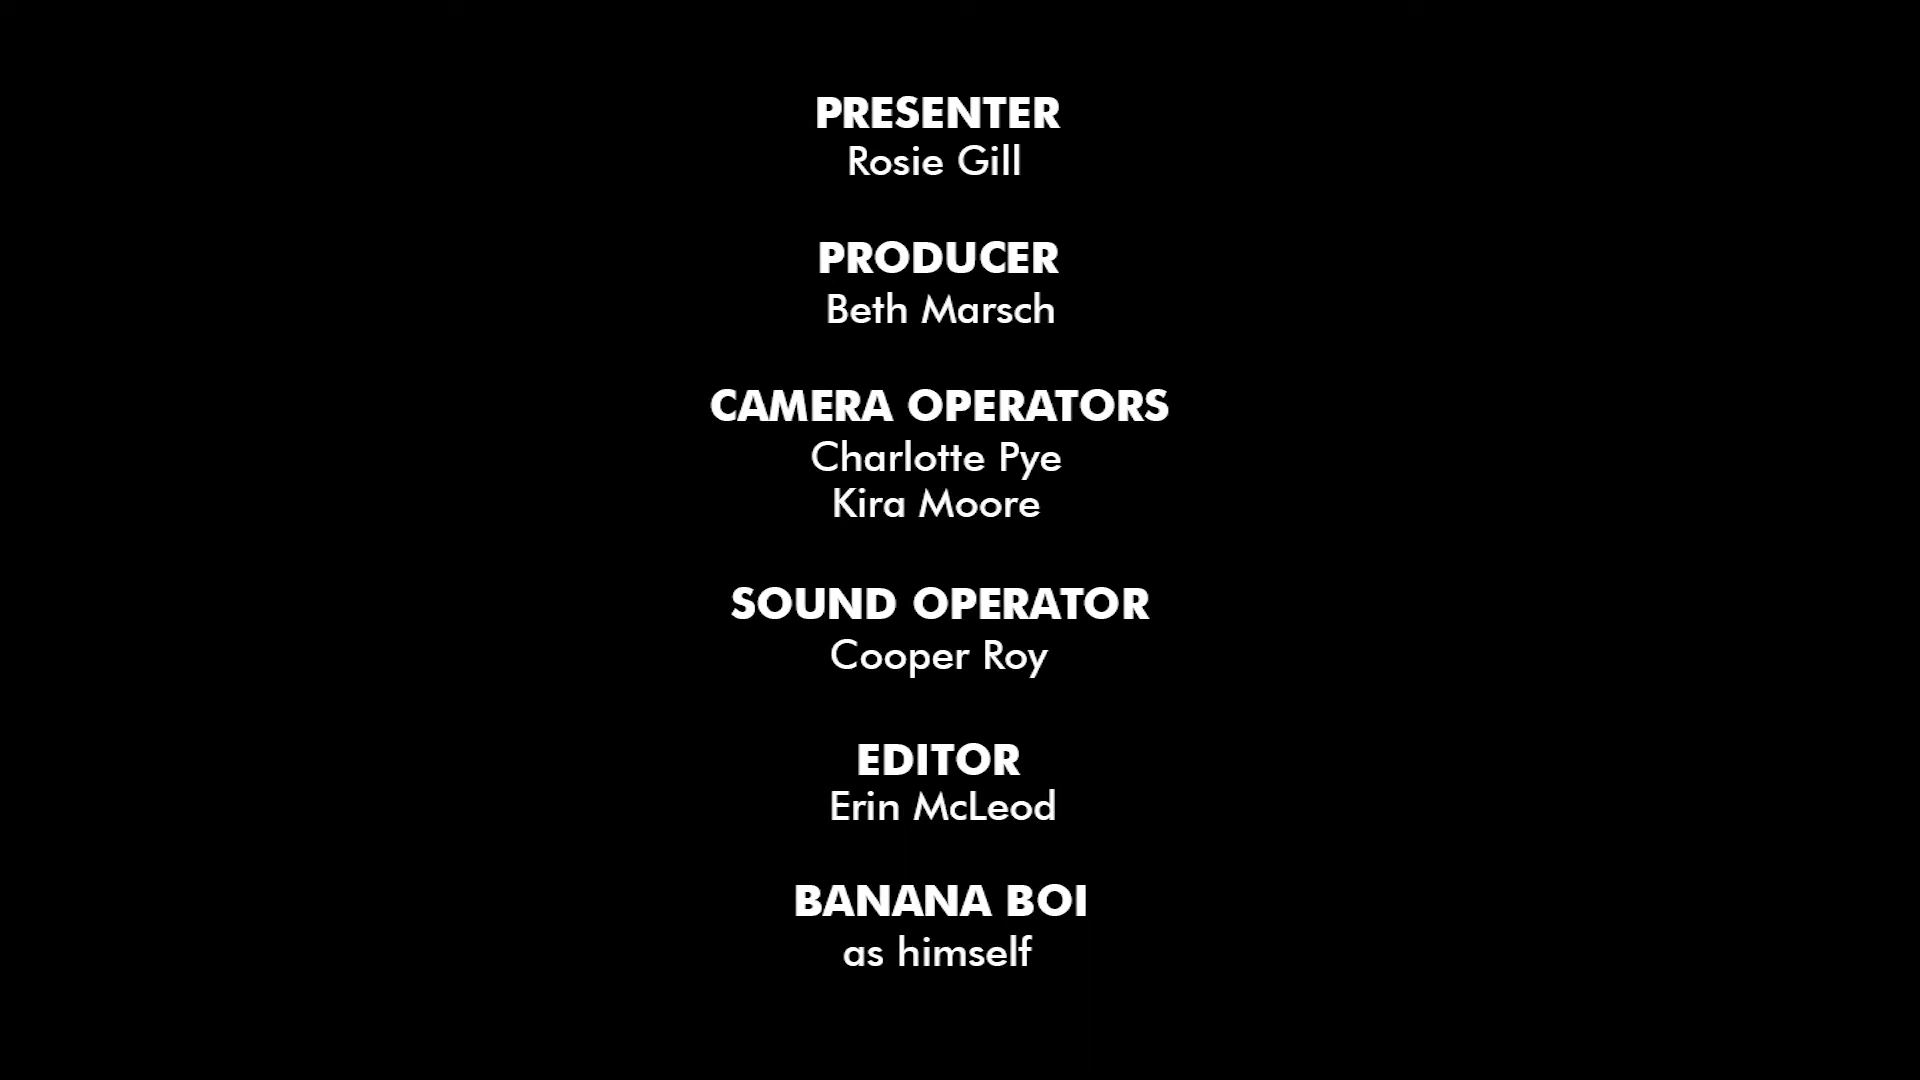 PRESENTER
Rosie Gill
PRODUCER
Beth Marsch
CAMERA OPERATORS
Charlotte Pye
Kira Moore
SOUND OPERATOR
Cooper Roy
EDITOR
Erin McLeod
BANANA BOI
as himself